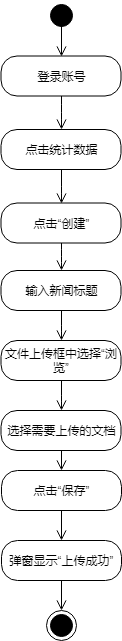 登录账号
点击统计数据
点击“创建”
输入新闻标题
文件上传框中选择“浏
览”
选择需要上传的文档
点击“保存”
弹窗显示“上传成功”